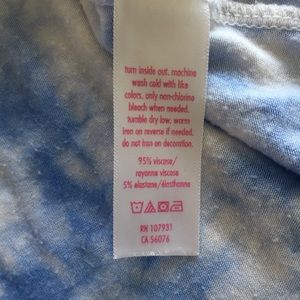 turn inside out. machine
wash cold with like
colors. only non-chlorine
bleach when needed.
tumble dry low. warm
iron on reverse if needed.
do not iron on decoration.
95% viscose/
rayonne viscose
5% elastane/élasthanne
RN 107931
CA 56076